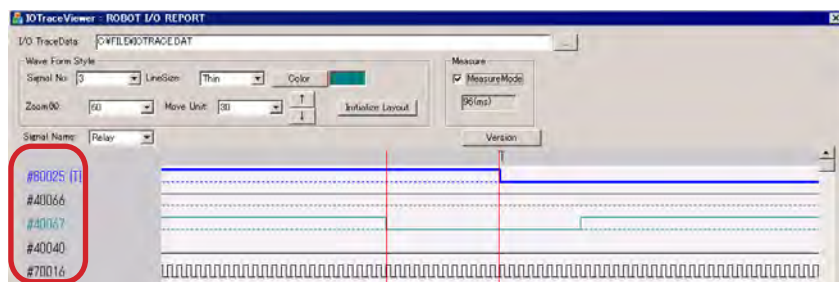 IOTraceViewer : ROBOT I/O REPORT
I/O TraceData: C:¥FILE¥IOTRACE.DAT ...
Wave Form Style Measure
Signal No: 3 LineSize: Thin Color MeasureMode
Zoom(X): 60 Move Unit: 30 ↑ ↓ Initialize Layout 96(ms)
Signal Name: Relay Version
T
#80025 (T)
#40066
#40067
#40040
#70016